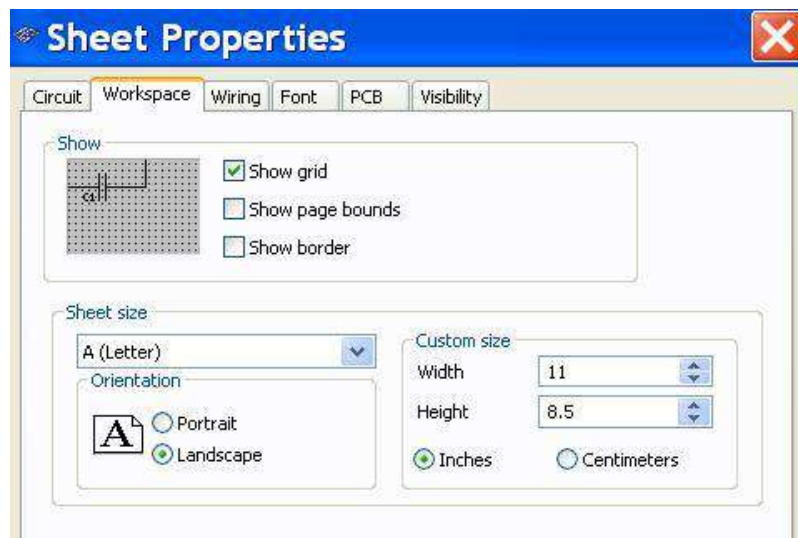 Sheet Properties
Circuit Workspace Wiring Font PCB Visibility
Show
C1
Show grid
Show page bounds
Show border
Sheet size
A (Letter)
Orientation
A
Portrait
Landscape
Custom size
Width 11
Height 8.5
Inches Centimeters